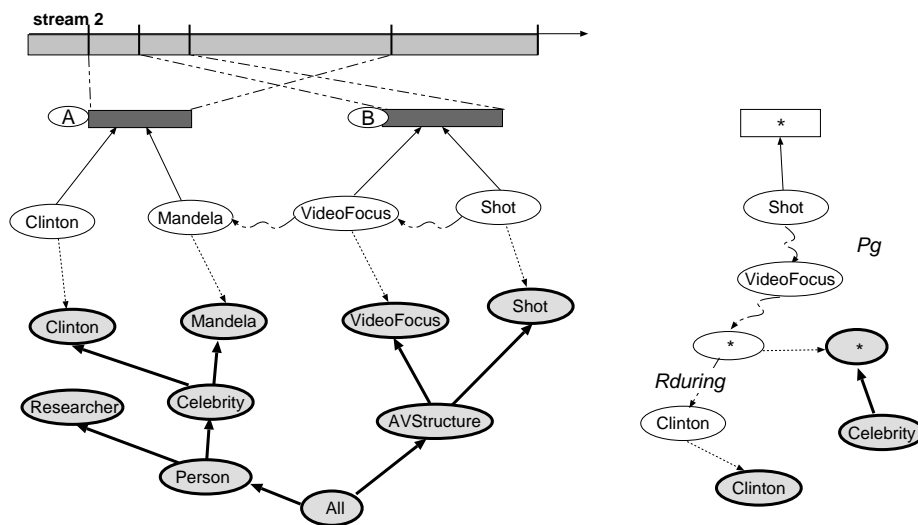 stream 2
A
B
*
Clinton
Mandela
VideoFocus
Shot
Shot
Pg
VideoFocus
Clinton
Mandela
VideoFocus
Shot
*
*
Rduring
Researcher
Celebrity
AVStructure
Clinton
Celebrity
Person
All
Clinton